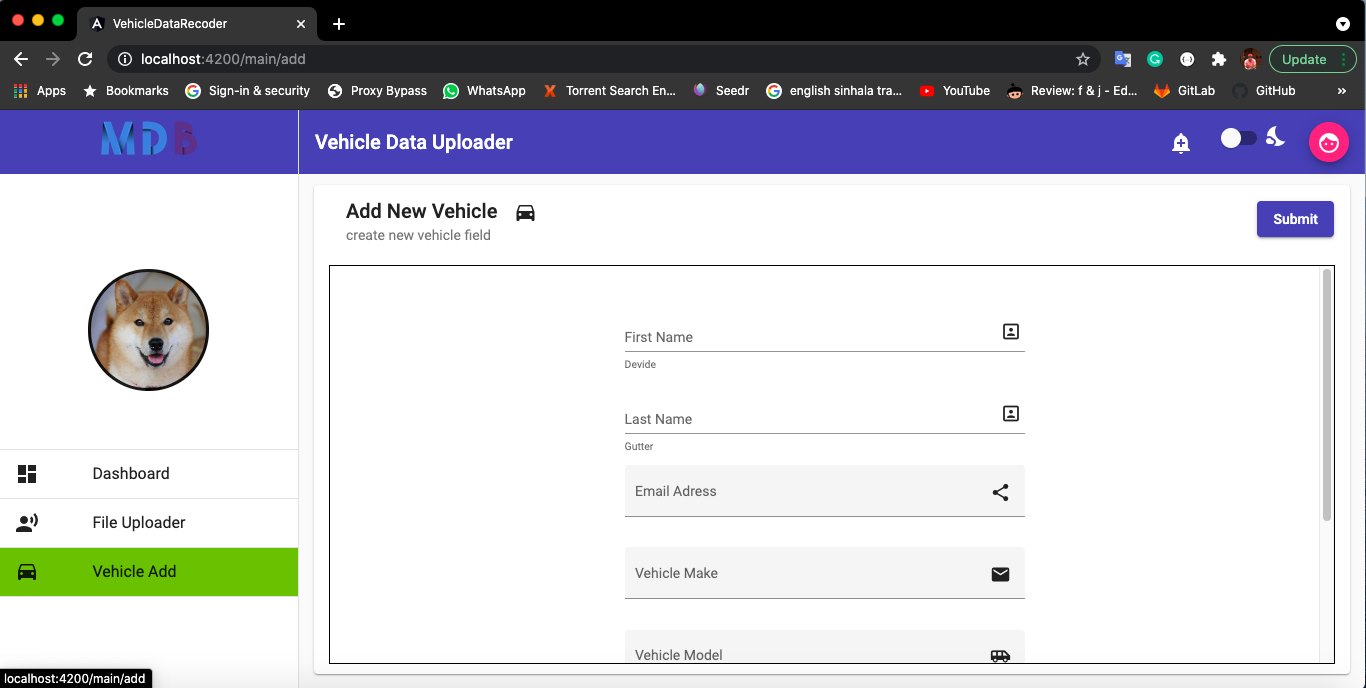 VehicleDataRecoder
localhost:4200/main/add
Update
Apps
Bookmarks
Sign-in & security
Proxy Bypass
WhatsApp
Torrent Search En...
Seedr
english sinhala tra...
YouTube
Review: f & j - Ed...
GitLab
GitHub
»
MDB
Vehicle Data Uploader
Add New Vehicle
create new vehicle field
Submit
First Name
Devide
Last Name
Gutter
Email Adress
Vehicle Make
Vehicle Model
Dashboard
File Uploader
Vehicle Add
localhost:4200/main/add